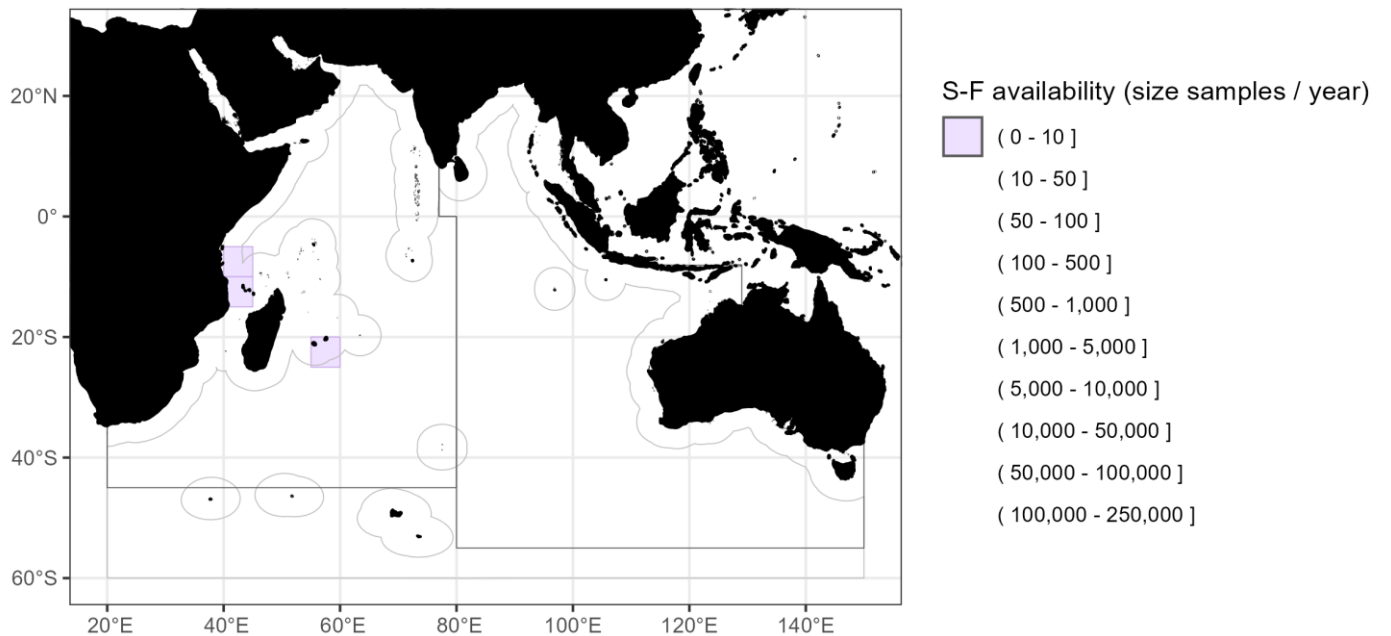 S-F availability (size samples / year)
( 0 - 10 ]
( 10 - 50 ]
( 50 - 100 ]
( 100 - 500 ]
( 500 - 1,000 ]
( 1,000 - 5,000 ]
( 5,000 - 10,000 ]
( 10,000 - 50,000 ]
( 50,000 - 100,000 ]
( 100,000 - 250,000 ]
20°N
0°
20°S
40°S
60°S
20°E 40°E 60°E 80°E 100°E 120°E 140°E